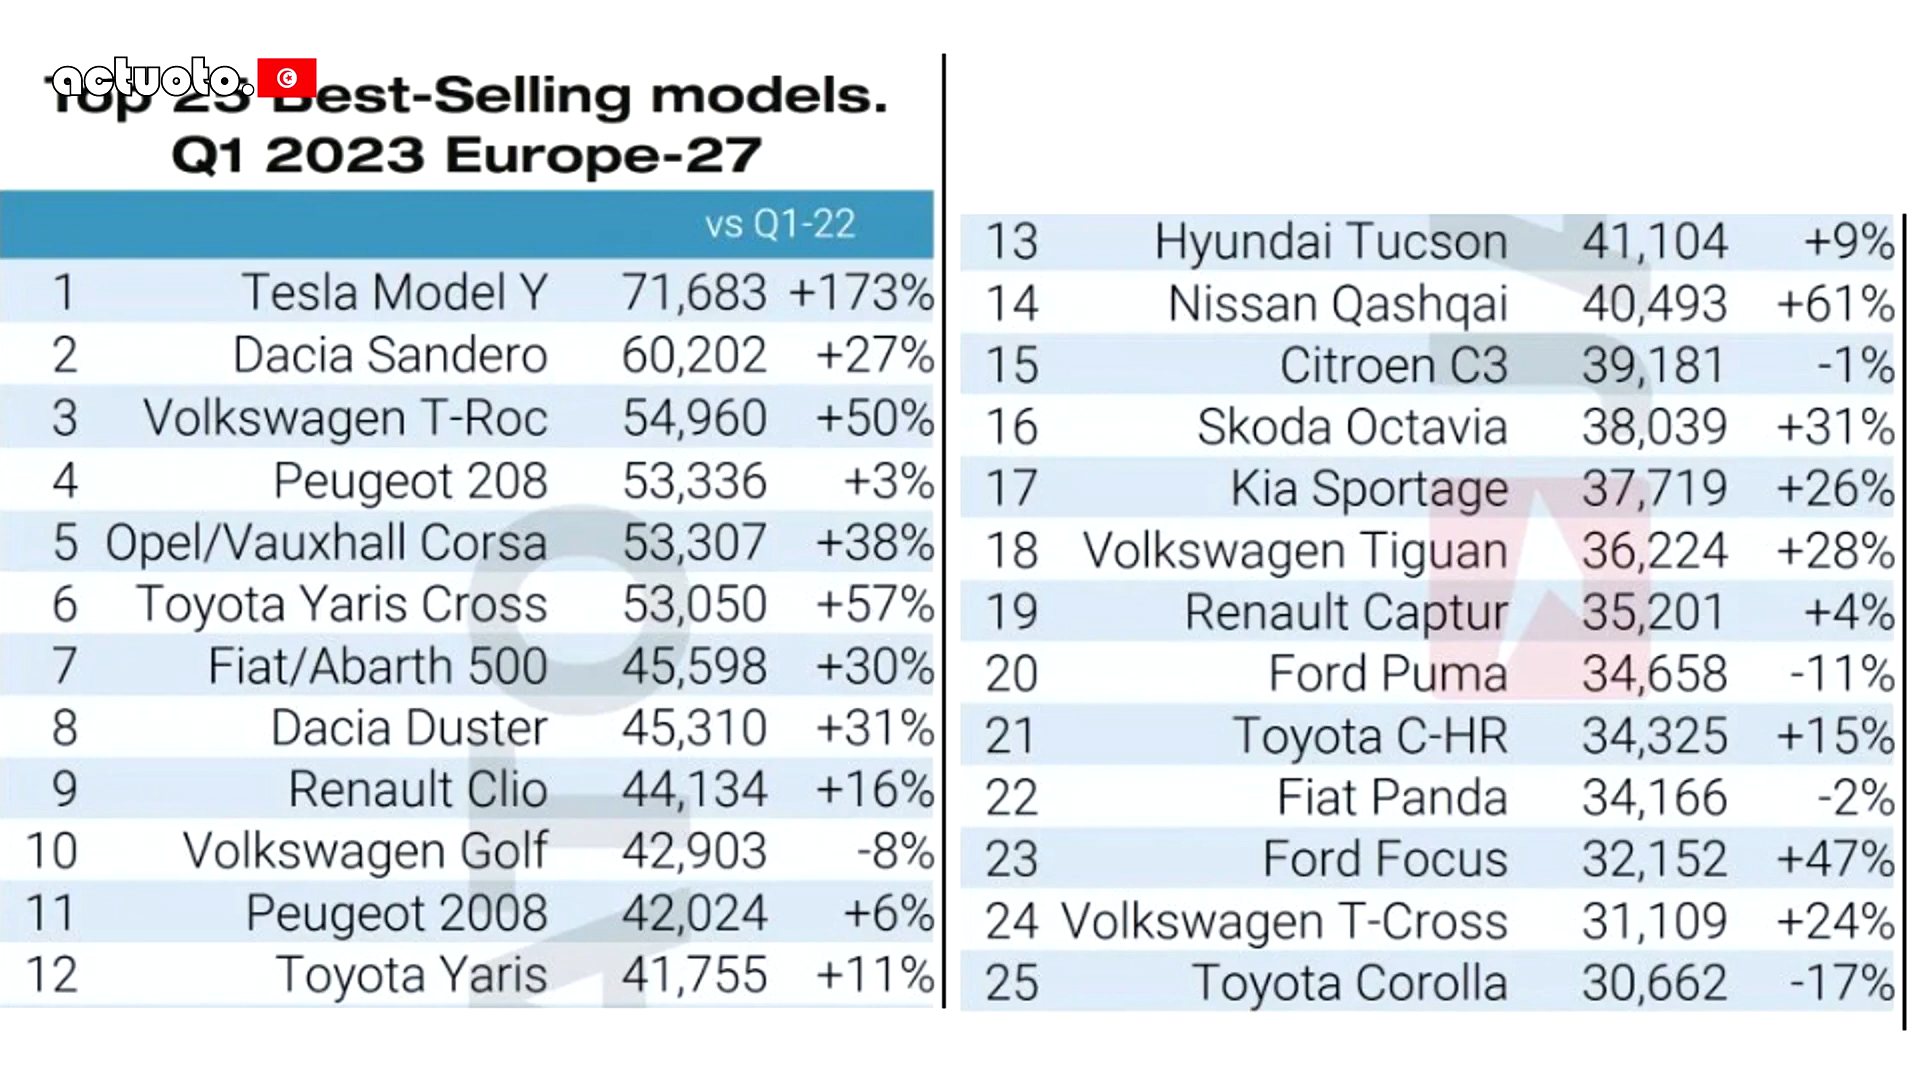 actuoto.
Top 25 Best-Selling models.
Q1 2023 Europe-27
vs Q1-22
1 Tesla Model Y 71,683 +173%
2 Dacia Sandero 60,202 +27%
3 Volkswagen T-Roc 54,960 +50%
4 Peugeot 208 53,336 +3%
5 Opel/Vauxhall Corsa 53,307 +38%
6 Toyota Yaris Cross 53,050 +57%
7 Fiat/Abarth 500 45,598 +30%
8 Dacia Duster 45,310 +31%
9 Renault Clio 44,134 +16%
10 Volkswagen Golf 42,903 -8%
11 Peugeot 2008 42,024 +6%
12 Toyota Yaris 41,755 +11%
13 Hyundai Tucson 41,104 +9%
14 Nissan Qashqai 40,493 +61%
15 Citroen C3 39,181 -1%
16 Skoda Octavia 38,039 +31%
17 Kia Sportage 37,719 +26%
18 Volkswagen Tiguan 36,224 +28%
19 Renault Captur 35,201 +4%
20 Ford Puma 34,658 -11%
21 Toyota C-HR 34,325 +15%
22 Fiat Panda 34,166 -2%
23 Ford Focus 32,152 +47%
24 Volkswagen T-Cross 31,109 +24%
25 Toyota Corolla 30,662 -17%